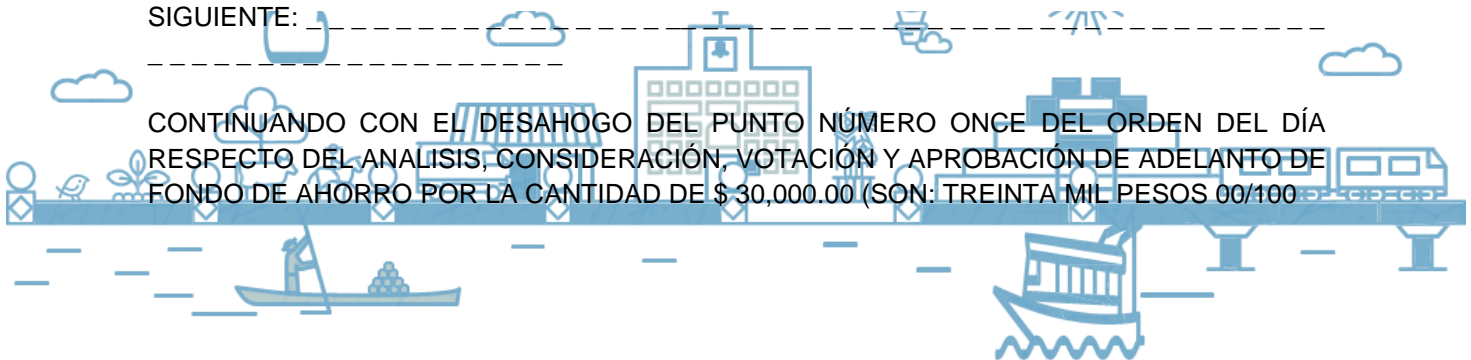 SIGUIENTE: _ _ _ _ _ _ _ _ _ _ _ _ _ _ _ _ _ _ _ _ _ _ _ _ _ _ _ _ _ _ _ _ _ _ _ _ _ _ _ _ _ _ _ _ _ _
_ _ _ _ _ _ _ _ _ _ _ _ _ _ _ _ _ _ _
CONTINUANDO CON EL DESAHOGO DEL PUNTO NÚMERO ONCE DEL ORDEN DEL DÍA
RESPECTO DEL ANALISIS, CONSIDERACIÓN, VOTACIÓN Y APROBACIÓN DE ADELANTO DE
FONDO DE AHORRO POR LA CANTIDAD DE $ 30,000.00 (SON: TREINTA MIL PESOS 00/100